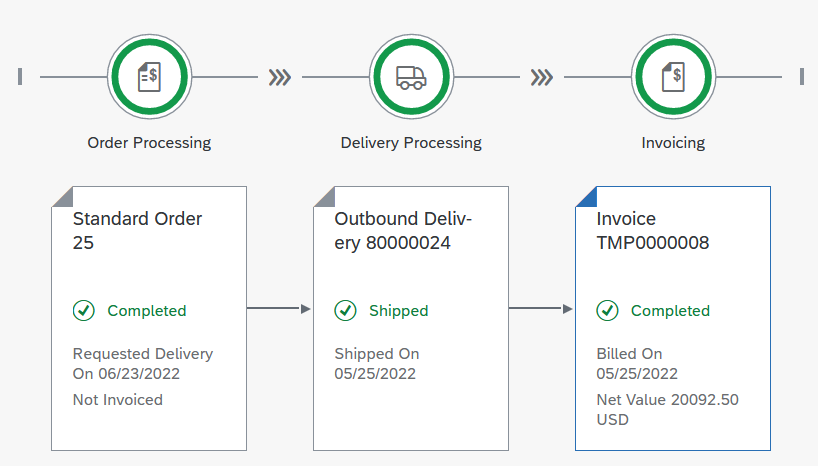 Order Processing
Delivery Processing
Invoicing
Standard Order
25
Completed
Requested Delivery
On 06/23/2022
Not Invoiced
Outbound Deliv-
ery 80000024
Shipped
Shipped On
05/25/2022
Invoice
TMP0000008
Completed
Billed On
05/25/2022
Net Value 20092.50
USD